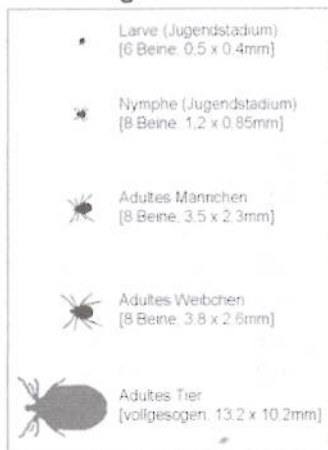 Larve (Jugendstadium)
[6 Beine: 0.5 x 0.4mm]
Nymphe (Jugendstadium)
[8 Beine: 1,2 x 0.85mm]
Adultes Männchen
[8 Beine: 3.5 x 2.3mm]
Adultes Weibchen
[8 Beine: 3.8 x 2.6mm]
Adultes Tier
[vollgesogen: 13.2 x 10.2mm]